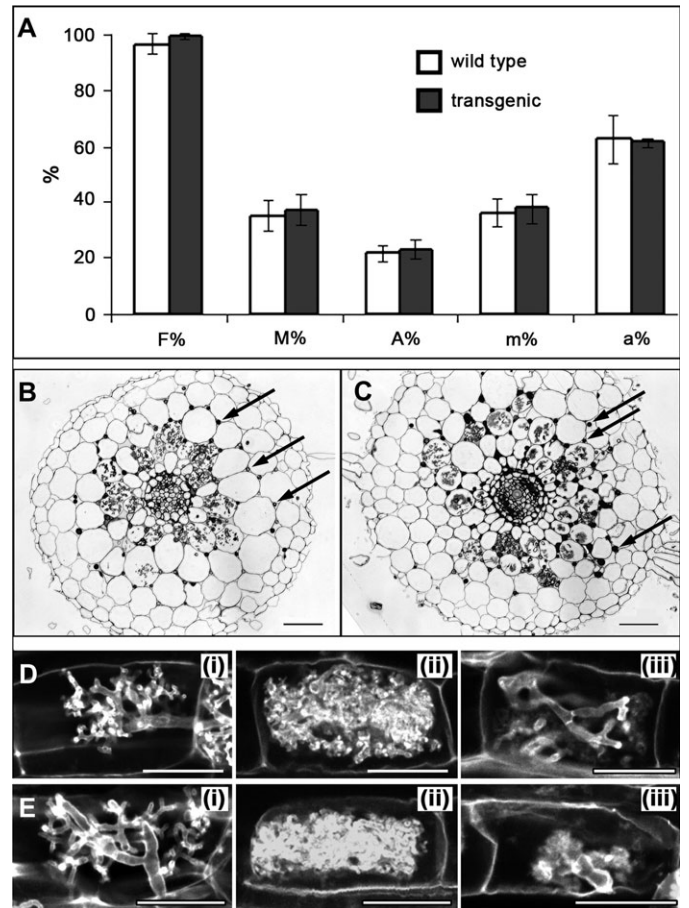 A
100
80
60
40
20
0
%
wild type
transgenic
F%
M%
A%
m%
a%
B
C
D
(i)
(ii)
(iii)
E
(i)
(ii)
(iii)